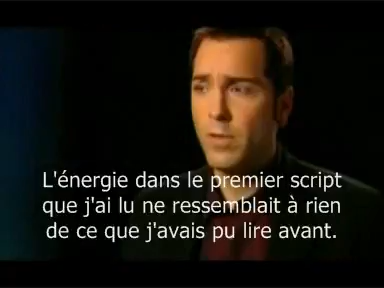 L'énergie dans le premier script
que j'ai lu ne ressemblait à rien
de ce que j'avais pu lire avant.